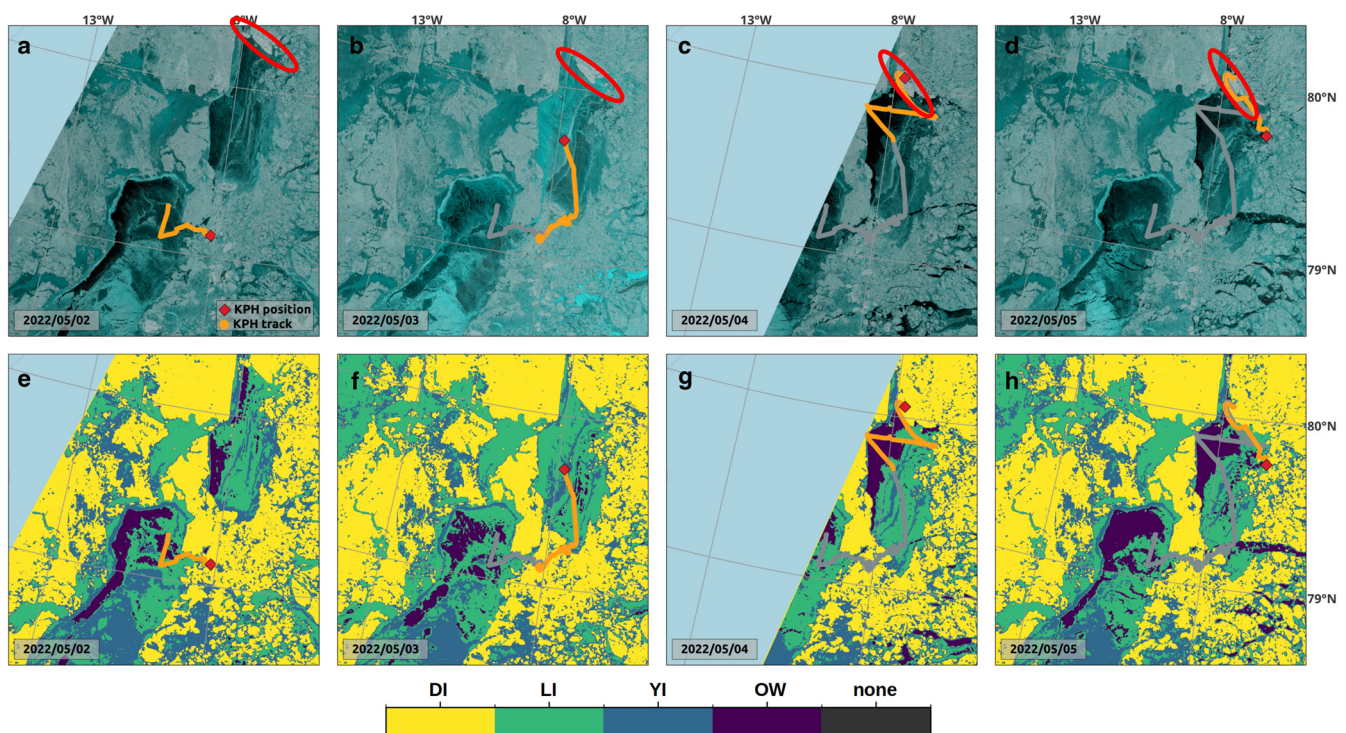 13°W 8°W 13°W 8°W 13°W 8°W 13°W 8°W
a b c d
80°N
79°N
KPH position
KPH track
2022/05/02 2022/05/03 2022/05/04 2022/05/05
e f g h
80°N
79°N
2022/05/02 2022/05/03 2022/05/04 2022/05/05
DI LI YI OW none